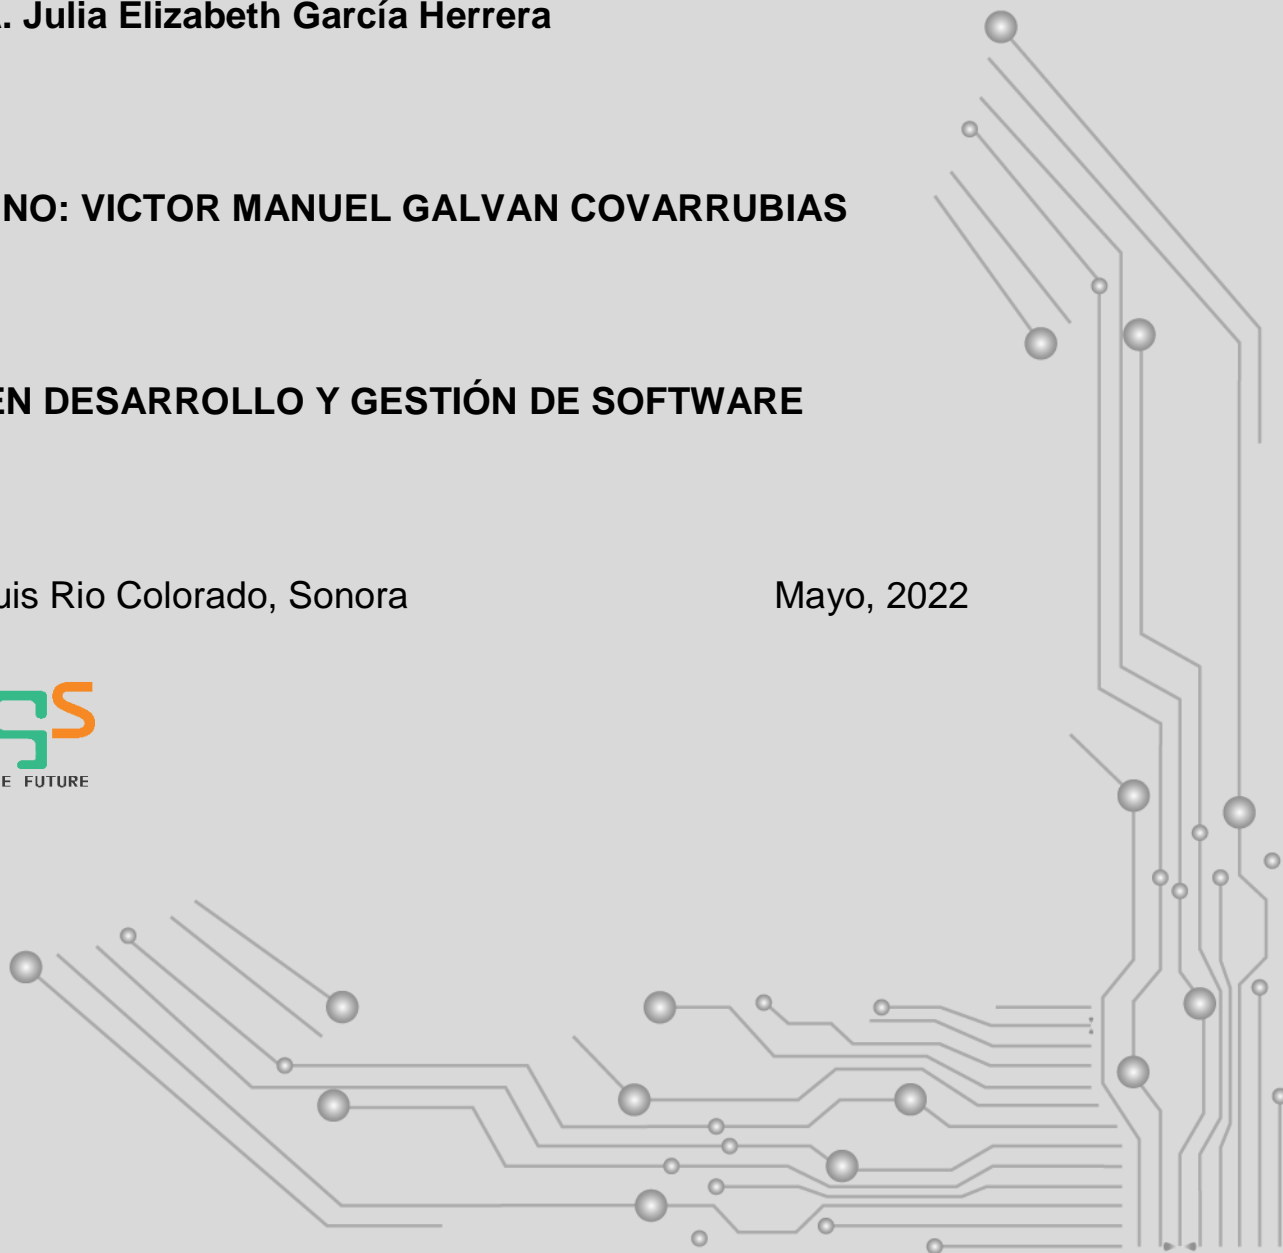 . Julia Elizabeth García Herrera
NO: VICTOR MANUEL GALVAN COVARRUBIAS
EN DESARROLLO Y GESTIÓN DE SOFTWARE
uis Rio Colorado, Sonora Mayo, 2022
S
E FUTURE